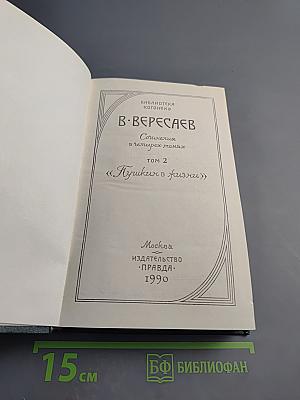 БИБЛИОТЕКА
«ОГОНЕК»
В·ВЕРЕСАЕВ
Сочинения
в четырех томах
ТОМ 2
«Пушкин в жизни»
Москва
ИЗДАТЕЛЬСТВО
·ПРАВДА·
1990
15 см
БФ БИБЛИОФАН